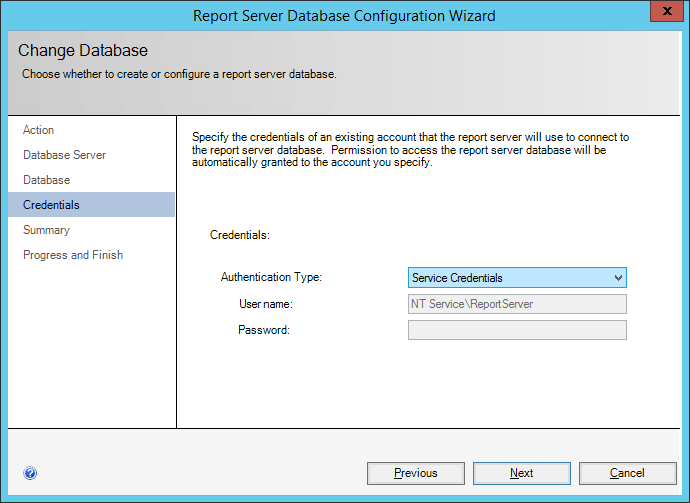 Report Server Database Configuration Wizard
x
Change Database
Choose whether to create or configure a report server database.
Action
Database Server
Database
Credentials
Summary
Progress and Finish
Specify the credentials of an existing account that the report server will use to connect to
the report server database. Permission to access the report server database will be
automatically granted to the account you specify.
Credentials:
Authentication Type:
Service Credentials
User name:
NT Service\ReportServer
Password:
?
Previous
Next
Cancel